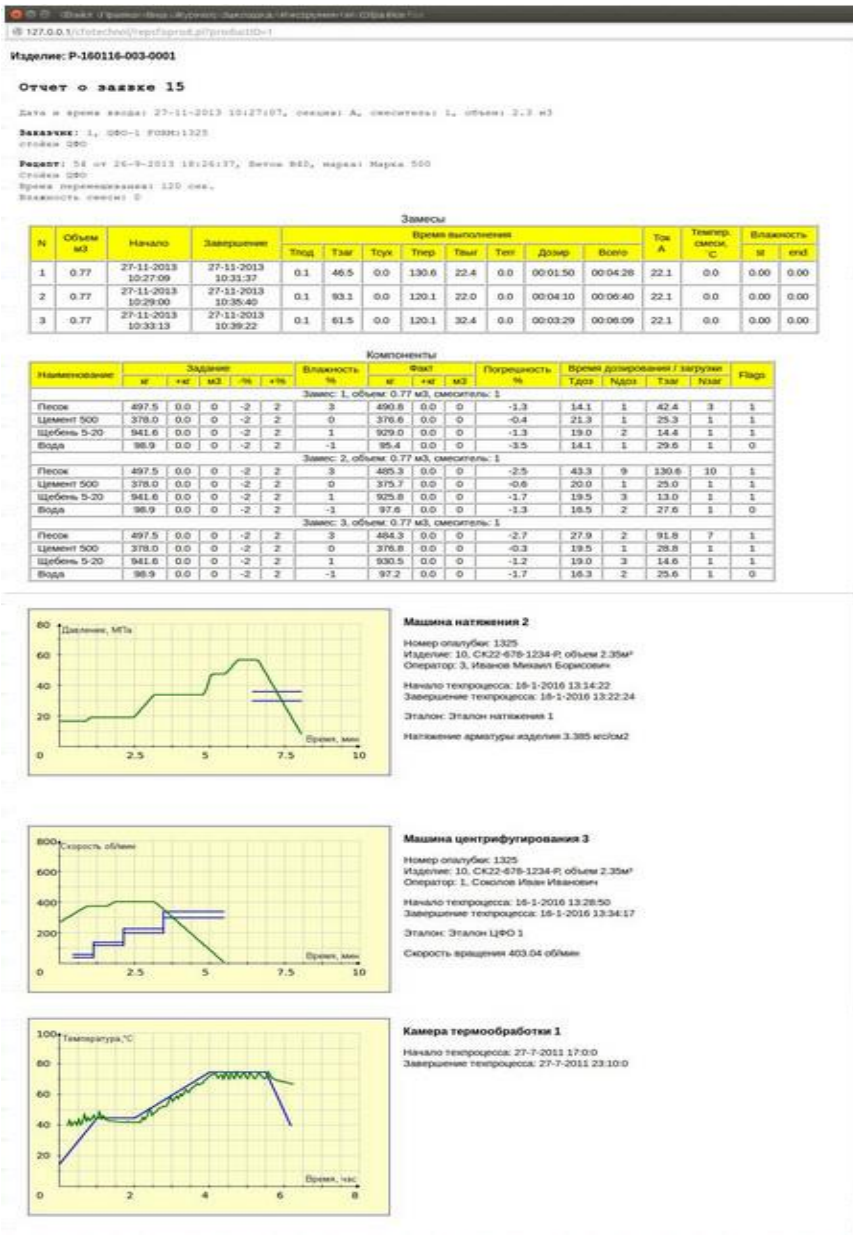 127.0.0.1/cfotechnol/repcfoprod.pl?productID=1
Изделие: Р-160116-003-0001
Отчет о заявке 15
Дата и время ввода: 27-11-2013 10:27:07, секция: А, смеситель: 1, объем: 2.3 м3
Заказчик: 1, ЦФО-1 FORM:1325
стойки ЦФО
Рецепт: 54 от 26-9-2013 18:26:37, Бетон В40, марка: Марка 500
Стойки ЦФО
Время перемешивания: 120 сек.
Влажность смеси: 0
Замесы
N Объем м3 Начало Завершение Время выполнения Ток А Темпер. смеси, °C Влажность
Тпод Тзаг Тсух Тпер Твыг Терг Дозир Всего st end
1 0.77 27-11-2013 10:27:09 27-11-2013 10:31:37 0.1 46.5 0.0 130.6 22.4 0.0 00:01:50 00:04:28 22.1 0.0 0.00 0.00
2 0.77 27-11-2013 10:29:00 27-11-2013 10:35:40 0.1 93.1 0.0 120.1 22.0 0.0 00:04:10 00:06:40 22.1 0.0 0.00 0.00
3 0.77 27-11-2013 10:33:13 27-11-2013 10:39:22 0.1 61.5 0.0 120.1 32.4 0.0 00:03:29 00:06:09 22.1 0.0 0.00 0.00
Компоненты
Наименование Задание Влажность % Факт Погрешность % Время дозирования / загрузки Flags
кг +кг м3 -% +% кг +кг м3 Тдоз Nдоз Тзаг Nзаг
Замес: 1, объем: 0.77 м3, смеситель: 1
Песок 497.5 0.0 0 -2 2 3 490.8 0.0 0 -1.3 14.1 1 42.4 3 1
Цемент 500 378.0 0.0 0 -2 2 0 376.6 0.0 0 -0.4 21.3 1 25.3 1 1
Щебень 5-20 941.6 0.0 0 -2 2 1 929.0 0.0 0 -1.3 19.0 2 14.4 1 1
Вода 98.9 0.0 0 -2 2 -1 95.4 0.0 0 -3.5 14.1 1 29.6 1 0
Замес: 2, объем: 0.77 м3, смеситель: 1
Песок 497.5 0.0 0 -2 2 3 485.3 0.0 0 -2.5 43.3 9 130.6 10 1
Цемент 500 378.0 0.0 0 -2 2 0 375.7 0.0 0 -0.6 20.0 1 25.0 1 1
Щебень 5-20 941.6 0.0 0 -2 2 1 925.8 0.0 0 -1.7 19.5 3 13.0 1 1
Вода 98.9 0.0 0 -2 2 -1 97.6 0.0 0 -1.3 16.5 2 27.6 1 0
Замес: 3, объем: 0.77 м3, смеситель: 1
Песок 497.5 0.0 0 -2 2 3 484.3 0.0 0 -2.7 27.9 2 91.8 7 1
Цемент 500 378.0 0.0 0 -2 2 0 376.8 0.0 0 -0.3 19.5 1 28.8 1 1
Щебень 5-20 941.6 0.0 0 -2 2 1 930.5 0.0 0 -1.2 19.0 3 14.6 1 1
Вода 98.9 0.0 0 -2 2 -1 97.2 0.0 0 -1.7 16.3 2 25.6 1 0
80 Давление, МПа
60
40
20
Время, мин
0 2.5 5 7.5 10
Машина натяжения 2
Номер опалубки: 1325
Изделие: 10, СК22-678-1234-Р, объем 2.35м³
Оператор: 3, Иванов Михаил Борисович
Начало техпроцесса: 16-1-2016 13:14:22
Завершение техпроцесса: 16-1-2016 13:22:24
Эталон: Эталон натяжения 1
Натяжение арматуры изделия 3.385 кгс/см2
800 Скорость об/мин
600
400
200
Время, мин
0 2.5 5 7.5 10
Машина центрифугирования 3
Номер опалубки: 1325
Изделие: 10, СК22-678-1234-Р, объем 2.35м³
Оператор: 1, Соколов Иван Иванович
Начало техпроцесса: 16-1-2016 13:28:50
Завершение техпроцесса: 16-1-2016 13:34:17
Эталон: Эталон ЦФО 1
Скорость вращения 403.04 об/мин
100 Температура,°C
80
60
40
20
Время, час
0 2 4 6 8
Камера термообработки 1
Начало техпроцесса: 27-7-2011 17:0:0
Завершение техпроцесса: 27-7-2011 23:10:0